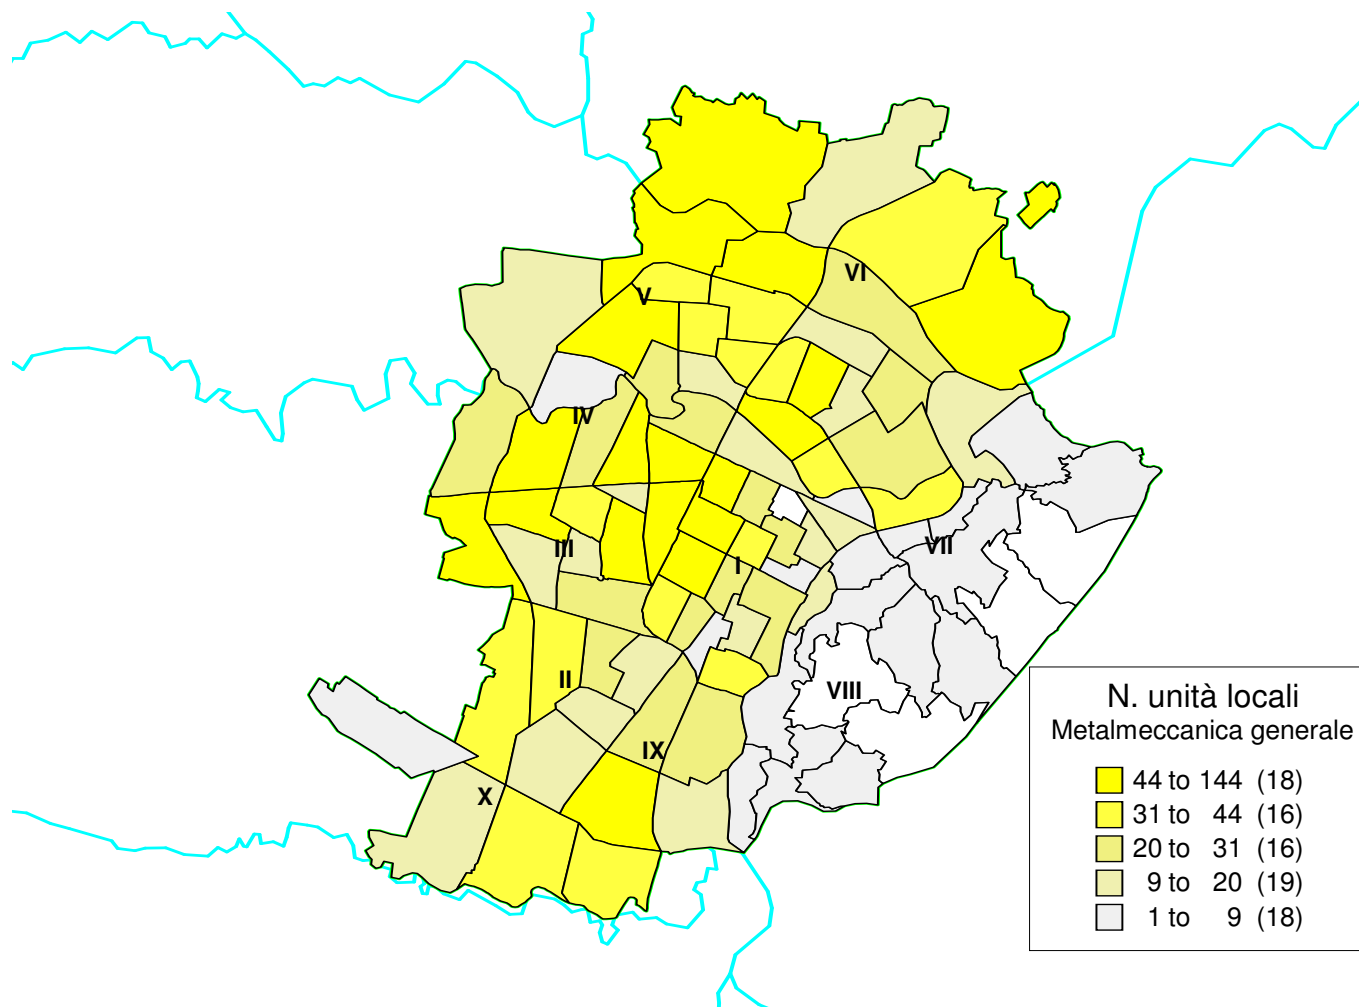 VI
V
IV
III
I
VII
II
VIII
IX
X
N. unità locali
Metalmeccanica generale
44 to 144 (18)
31 to 44 (16)
20 to 31 (16)
9 to 20 (19)
1 to 9 (18)